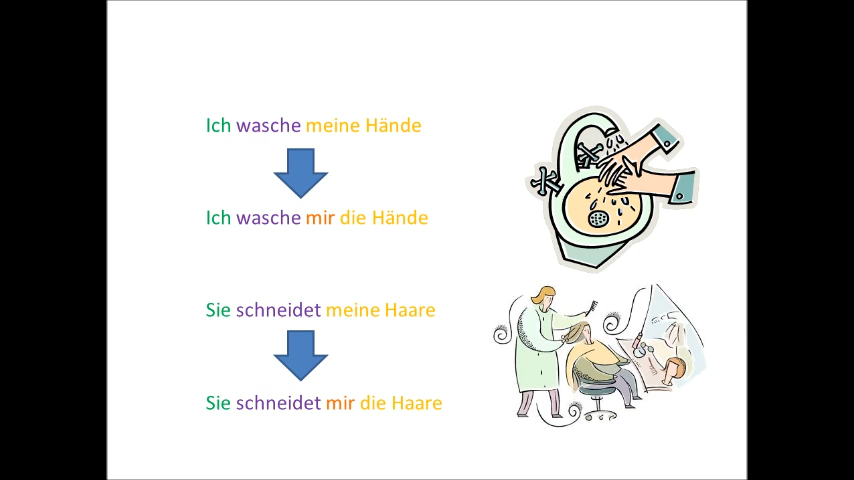 Ich wasche meine Hände
Ich wasche mir die Hände
Sie schneidet meine Haare
Sie schneidet mir die Haare